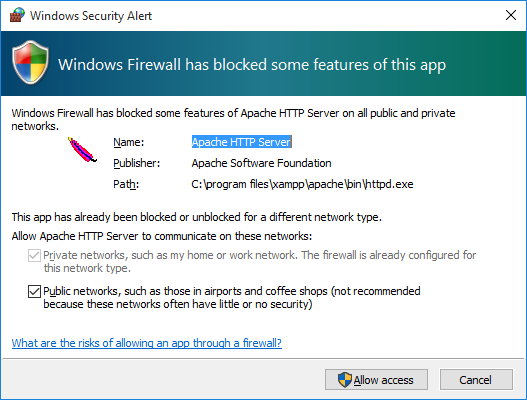 Windows Security Alert
Windows Firewall has blocked some features of this app
Windows Firewall has blocked some features of Apache HTTP Server on all public and private
networks.
Name: Apache HTTP Server
Publisher: Apache Software Foundation
Path: C:\program files\xampp\apache\bin\httpd.exe
This app has already been blocked or unblocked for a different network type.
Allow Apache HTTP Server to communicate on these networks:
Private networks, such as my home or work network. The firewall is already configured for
this network type.
Public networks, such as those in airports and coffee shops (not recommended
because these networks often have little or no security)
What are the risks of allowing an app through a firewall?
Allow access Cancel